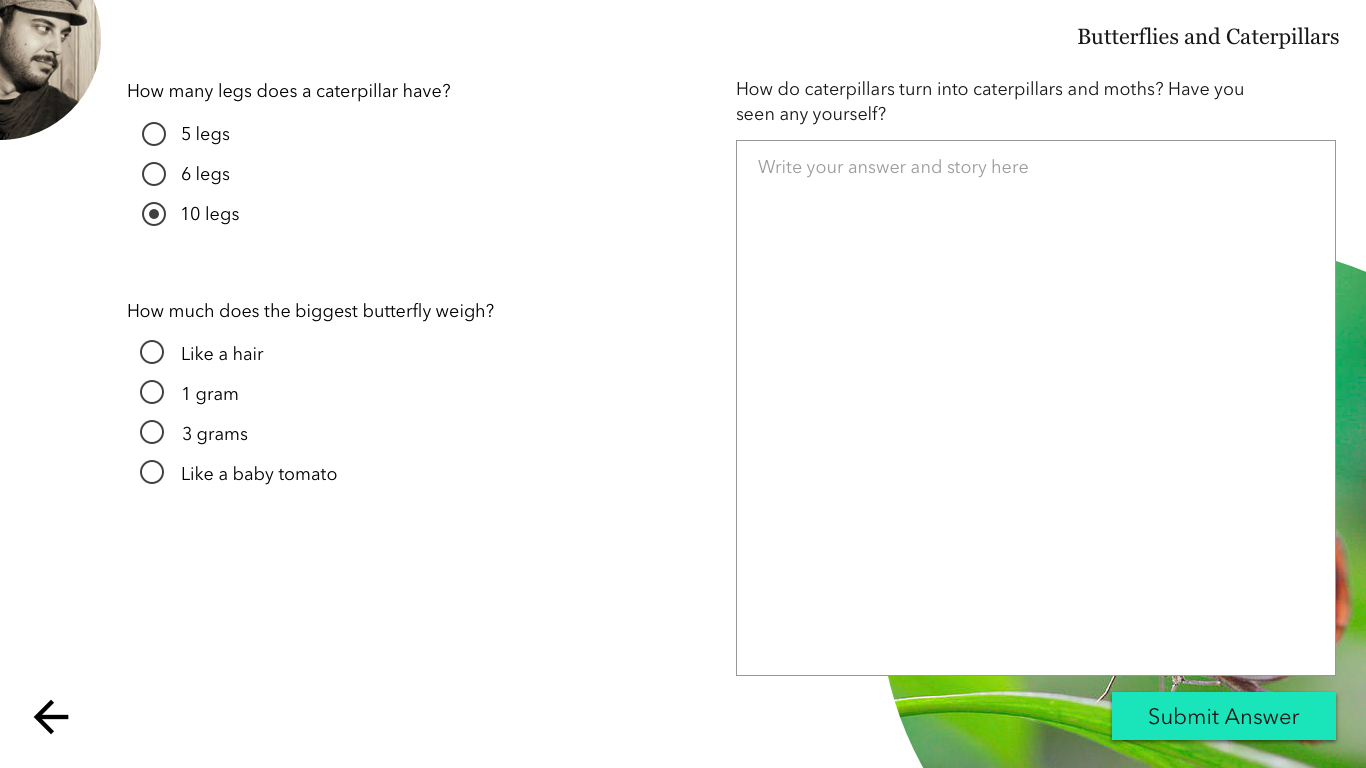 Butterflies and Caterpillars
How many legs does a caterpillar have?
5 legs
6 legs
10 legs
How much does the biggest butterfly weigh?
Like a hair
1 gram
3 grams
Like a baby tomato
How do caterpillars turn into caterpillars and moths? Have you
seen any yourself?
Write your answer and story here
Submit Answer